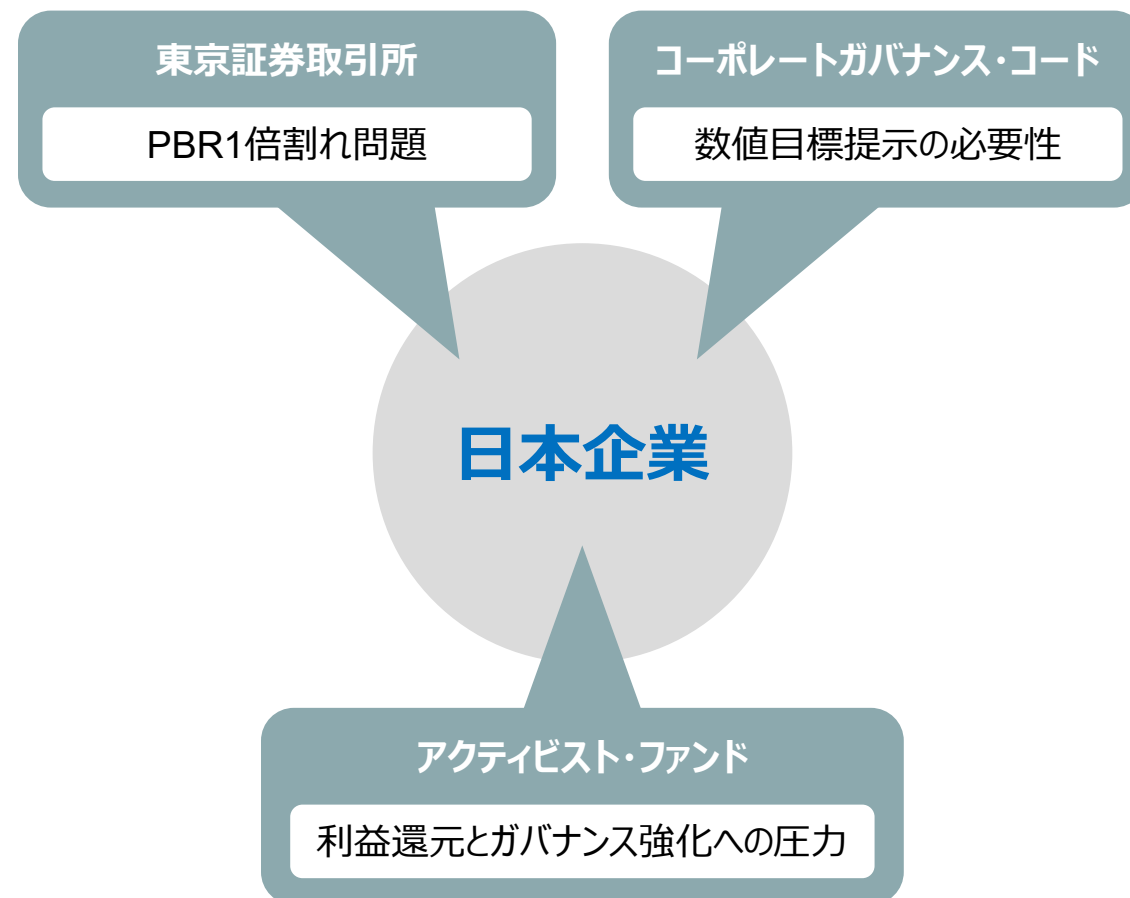 東京証券取引所
PBR1倍割れ問題
コーポレートガバナンス・コード
数値目標提示の必要性
日本企業
アクティビスト・ファンド
利益還元とガバナンス強化への圧力